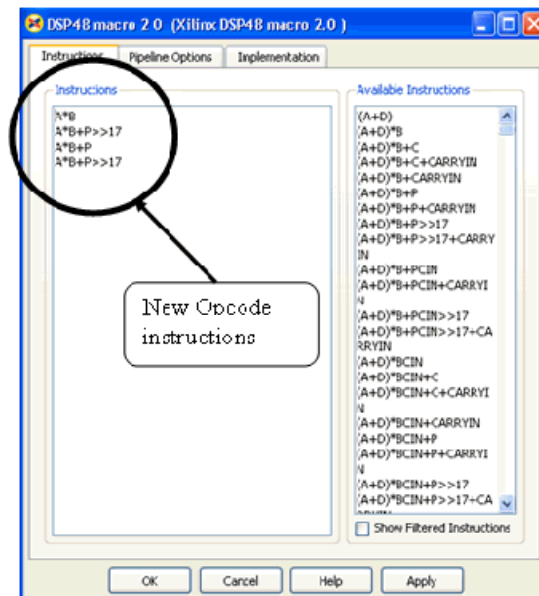 DSP48 macro 2 0 (Xilinx DSP48 macro 2.0 )
Instructions Pipeline Options Implementation
Instructions
A*B
A*B+P>>17
A*B+P
A*B+P>>17
New Opcode
instructions
Available Instructions
(A+D)
(A+D)*B
(A+D)*B+C
(A+D)*B+C+CARRYIN
(A+D)*B+CARRYIN
(A+D)*B+P
(A+D)*B+P+CARRYIN
(A+D)*B+P>>17
(A+D)*B+P>>17+CARRY
IN
(A+D)*B+PCIN
(A+D)*B+PCIN+CARRYI
N
(A+D)*B+PCIN>>17
(A+D)*B+PCIN>>17+CA
RRYIN
(A+D)*BCIN
(A+D)*BCIN+C
(A+D)*BCIN+C+CARRYI
N
(A+D)*BCIN+CARRYIN
(A+D)*BCIN+P
(A+D)*BCIN+P+CARRYI
N
(A+D)*BCIN+P>>17
(A+D)*BCIN+P>>17+CA
Show Filtered Instructions
OK Cancel Help Apply